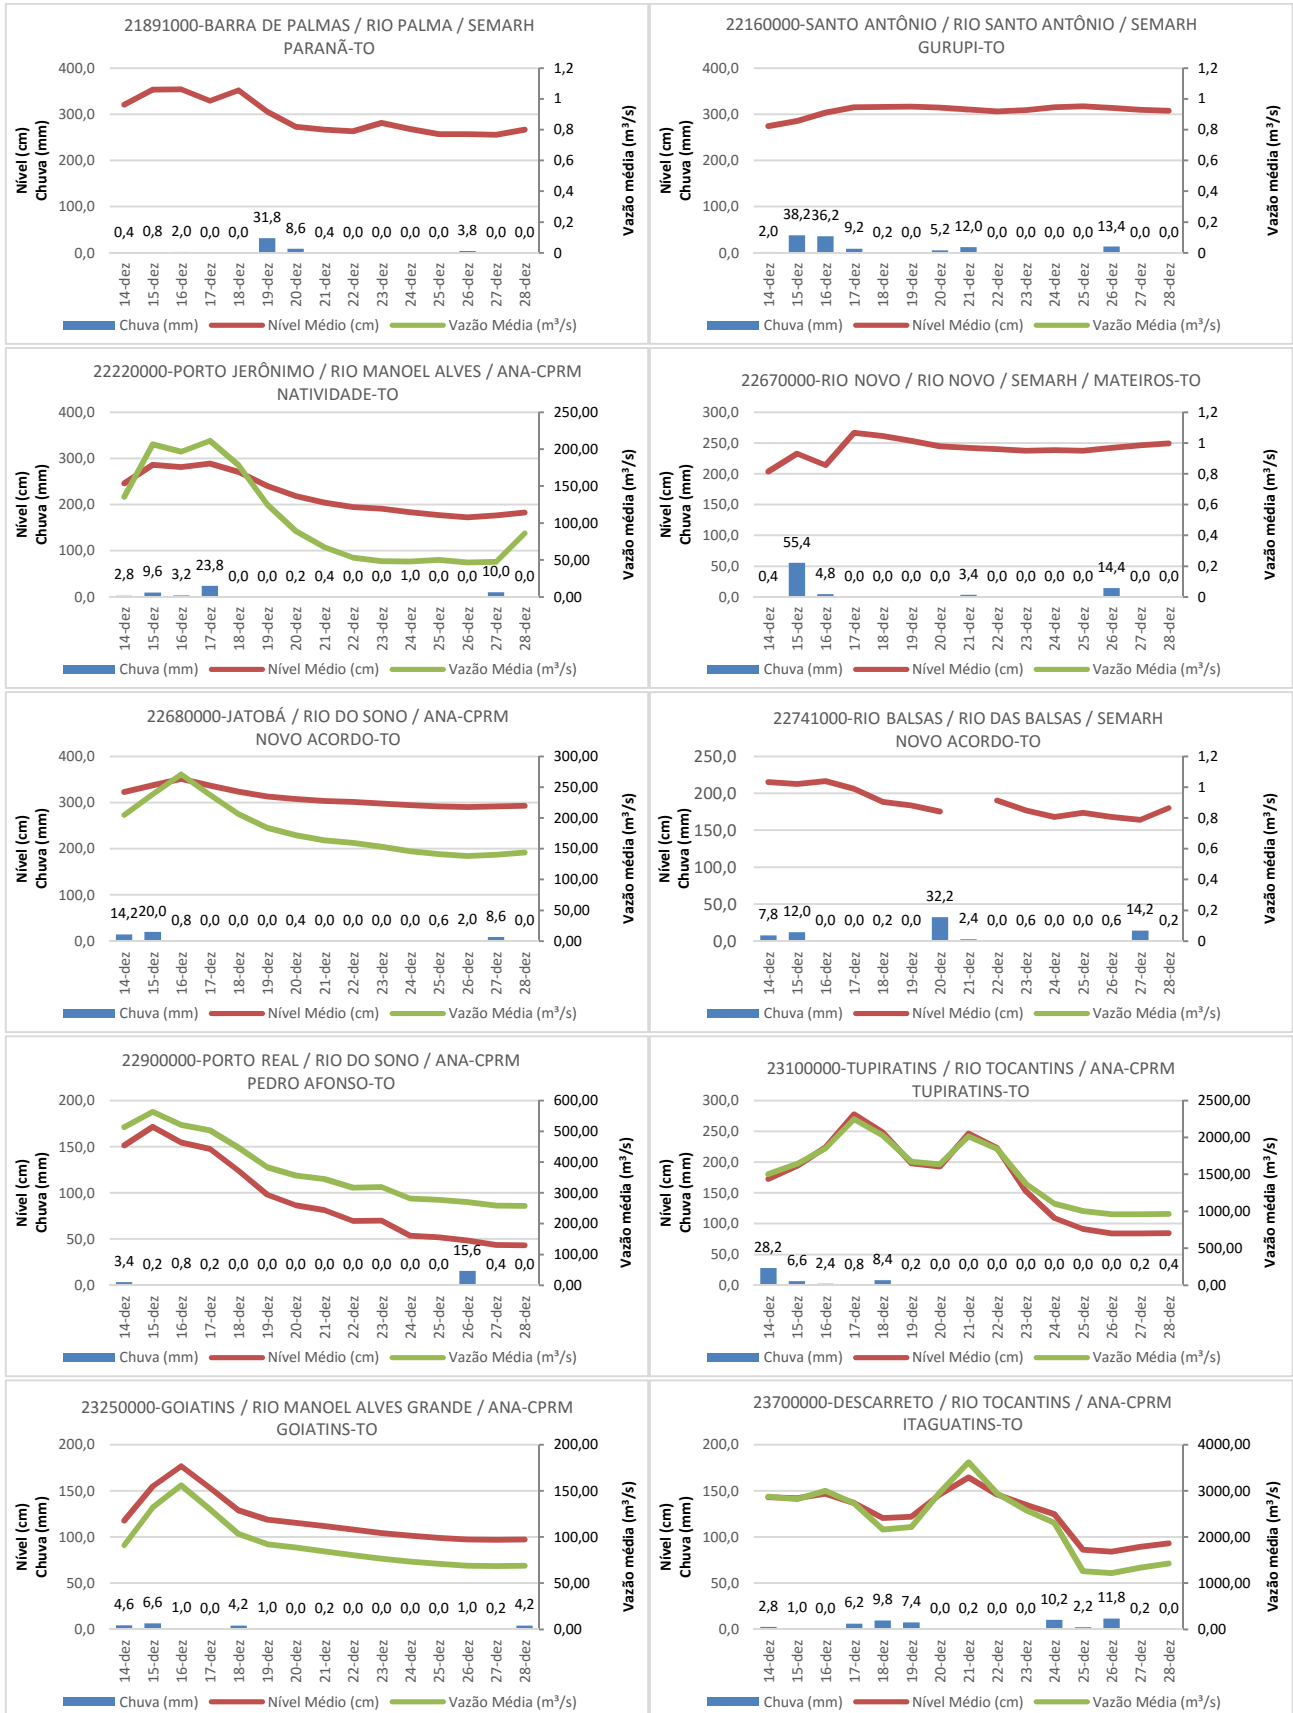 21891000-BARRA DE PALMAS / RIO PALMA / SEMARH
PARANÃ-TO
400,0
300,0
200,0
100,0
0,0
Nível (cm)
Chuva (mm)
1,2
1
0,8
0,6
0,4
0,2
0
Vazão média (m³/s)
0,4 0,8 2,0 0,0 0,0 31,8 8,6 0,4 0,0 0,0 0,0 0,0 3,8 0,0 0,0
14-dez 15-dez 16-dez 17-dez 18-dez 19-dez 20-dez 21-dez 22-dez 23-dez 24-dez 25-dez 26-dez 27-dez 28-dez
Chuva (mm) Nível Médio (cm) Vazão Média (m³/s)
22160000-SANTO ANTÔNIO / RIO SANTO ANTÔNIO / SEMARH
GURUPI-TO
400,0
300,0
200,0
100,0
0,0
Nível (cm)
Chuva (mm)
1,2
1
0,8
0,6
0,4
0,2
0
Vazão média (m³/s)
2,0 38,2 36,2 9,2 0,2 0,0 5,2 12,0 0,0 0,0 0,0 0,0 13,4 0,0 0,0
14-dez 15-dez 16-dez 17-dez 18-dez 19-dez 20-dez 21-dez 22-dez 23-dez 24-dez 25-dez 26-dez 27-dez 28-dez
Chuva (mm) Nível Médio (cm) Vazão Média (m³/s)
22220000-PORTO JERÔNIMO / RIO MANOEL ALVES / ANA-CPRM
NATIVIDADE-TO
400,0
300,0
200,0
100,0
0,0
Nível (cm)
Chuva (mm)
250,00
200,00
150,00
100,00
50,00
0,00
Vazão média (m³/s)
2,8 9,6 3,2 23,8 0,0 0,0 0,2 0,4 0,0 0,0 1,0 0,0 0,0 10,0 0,0
14-dez 15-dez 16-dez 17-dez 18-dez 19-dez 20-dez 21-dez 22-dez 23-dez 24-dez 25-dez 26-dez 27-dez 28-dez
Chuva (mm) Nível Médio (cm) Vazão Média (m³/s)
22670000-RIO NOVO / RIO NOVO / SEMARH / MATEIROS-TO
300,0
250,0
200,0
150,0
100,0
50,0
0,0
Nível (cm)
Chuva (mm)
1,2
1
0,8
0,6
0,4
0,2
0
Vazão média (m³/s)
0,4 55,4 4,8 0,0 0,0 0,0 0,0 3,4 0,0 0,0 0,0 0,0 14,4 0,0 0,0
14-dez 15-dez 16-dez 17-dez 18-dez 19-dez 20-dez 21-dez 22-dez 23-dez 24-dez 25-dez 26-dez 27-dez 28-dez
Chuva (mm) Nível Médio (cm) Vazão Média (m³/s)
22680000-JATOBÁ / RIO DO SONO / ANA-CPRM
NOVO ACORDO-TO
400,0
300,0
200,0
100,0
0,0
Nível (cm)
Chuva (mm)
300,00
250,00
200,00
150,00
100,00
50,00
0,00
Vazão média (m³/s)
14,2 20,0 0,8 0,0 0,0 0,0 0,4 0,0 0,0 0,0 0,0 0,6 2,0 8,6 0,0
14-dez 15-dez 16-dez 17-dez 18-dez 19-dez 20-dez 21-dez 22-dez 23-dez 24-dez 25-dez 26-dez 27-dez 28-dez
Chuva (mm) Nível Médio (cm) Vazão Média (m³/s)
22741000-RIO BALSAS / RIO DAS BALSAS / SEMARH
NOVO ACORDO-TO
250,0
200,0
150,0
100,0
50,0
0,0
Nível (cm)
Chuva (mm)
1,2
1
0,8
0,6
0,4
0,2
0
Vazão média (m³/s)
7,8 12,0 0,0 0,0 0,2 0,0 32,2 2,4 0,0 0,6 0,0 0,0 0,6 14,2 0,2
14-dez 15-dez 16-dez 17-dez 18-dez 19-dez 20-dez 21-dez 22-dez 23-dez 24-dez 25-dez 26-dez 27-dez 28-dez
Chuva (mm) Nível Médio (cm) Vazão Média (m³/s)
22900000-PORTO REAL / RIO DO SONO / ANA-CPRM
PEDRO AFONSO-TO
200,0
150,0
100,0
50,0
0,0
Nível (cm)
Chuva (mm)
600,00
500,00
400,00
300,00
200,00
100,00
0,00
Vazão média (m³/s)
3,4 0,2 0,8 0,2 0,0 0,0 0,0 0,0 0,0 0,0 0,0 0,0 15,6 0,4 0,0
14-dez 15-dez 16-dez 17-dez 18-dez 19-dez 20-dez 21-dez 22-dez 23-dez 24-dez 25-dez 26-dez 27-dez 28-dez
Chuva (mm) Nível Médio (cm) Vazão Média (m³/s)
23100000-TUPIRATINS / RIO TOCANTINS / ANA-CPRM
TUPIRATINS-TO
300,0
250,0
200,0
150,0
100,0
50,0
0,0
Nível (cm)
Chuva (mm)
2500,00
2000,00
1500,00
1000,00
500,00
0,00
Vazão média (m³/s)
28,2 6,6 2,4 0,8 8,4 0,2 0,0 0,0 0,0 0,0 0,0 0,0 0,0 0,2 0,4
14-dez 15-dez 16-dez 17-dez 18-dez 19-dez 20-dez 21-dez 22-dez 23-dez 24-dez 25-dez 26-dez 27-dez 28-dez
Chuva (mm) Nível Médio (cm) Vazão Média (m³/s)
23250000-GOIATINS / RIO MANOEL ALVES GRANDE / ANA-CPRM
GOIATINS-TO
200,0
150,0
100,0
50,0
0,0
Nível (cm)
Chuva (mm)
200,00
150,00
100,00
50,00
0,00
Vazão média (m³/s)
4,6 6,6 1,0 0,0 4,2 1,0 0,0 0,2 0,0 0,0 0,0 0,0 1,0 0,2 4,2
14-dez 15-dez 16-dez 17-dez 18-dez 19-dez 20-dez 21-dez 22-dez 23-dez 24-dez 25-dez 26-dez 27-dez 28-dez
Chuva (mm) Nível Médio (cm) Vazão Média (m³/s)
23700000-DESCARRETO / RIO TOCANTINS / ANA-CPRM
ITAGUATINS-TO
200,0
150,0
100,0
50,0
0,0
Nível (cm)
Chuva (mm)
4000,00
3000,00
2000,00
1000,00
0,00
Vazão média (m³/s)
2,8 1,0 0,0 6,2 9,8 7,4 0,0 0,2 0,0 0,0 10,2 2,2 11,8 0,2 0,0
14-dez 15-dez 16-dez 17-dez 18-dez 19-dez 20-dez 21-dez 22-dez 23-dez 24-dez 25-dez 26-dez 27-dez 28-dez
Chuva (mm) Nível Médio (cm) Vazão Média (m³/s)